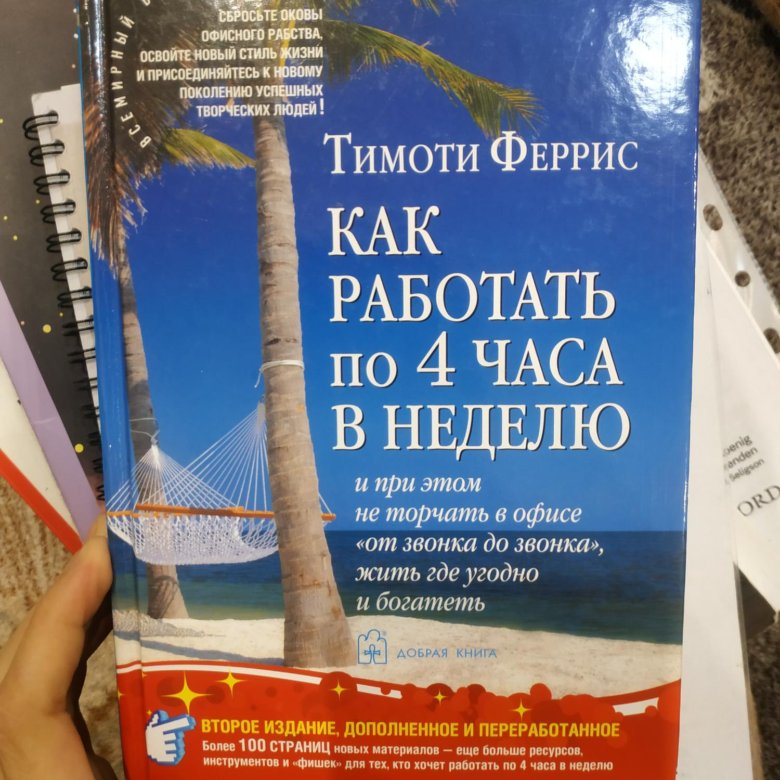 ВСЕМИРНЫЙ
СБРОСЬТЕ ОКОВЫ
ОФИСНОГО РАБСТВА,
ОСВОЙТЕ НОВЫЙ СТИЛЬ ЖИЗНИ
И ПРИСОЕДИНЯЙТЕСЬ К НОВОМУ
ПОКОЛЕНИЮ УСПЕШНЫХ
ТВОРЧЕСКИХ ЛЮДЕЙ!
ТИМОТИ ФЕРРИС
КАК
РАБОТАТЬ
ПО 4 ЧАСА
В НЕДЕЛЮ
и при этом
не торчать в офисе
«от звонка до звонка»,
жить где угодно
и богатеть
ДОБРАЯ КНИГА
ВТОРОЕ ИЗДАНИЕ, ДОПОЛНЕННОЕ И ПЕРЕРАБОТАННОЕ
Более 100 СТРАНИЦ новых материалов — еще больше ресурсов,
инструментов и «фишек» для тех, кто хочет работать по 4 часа в неделю
Seligson
ORD